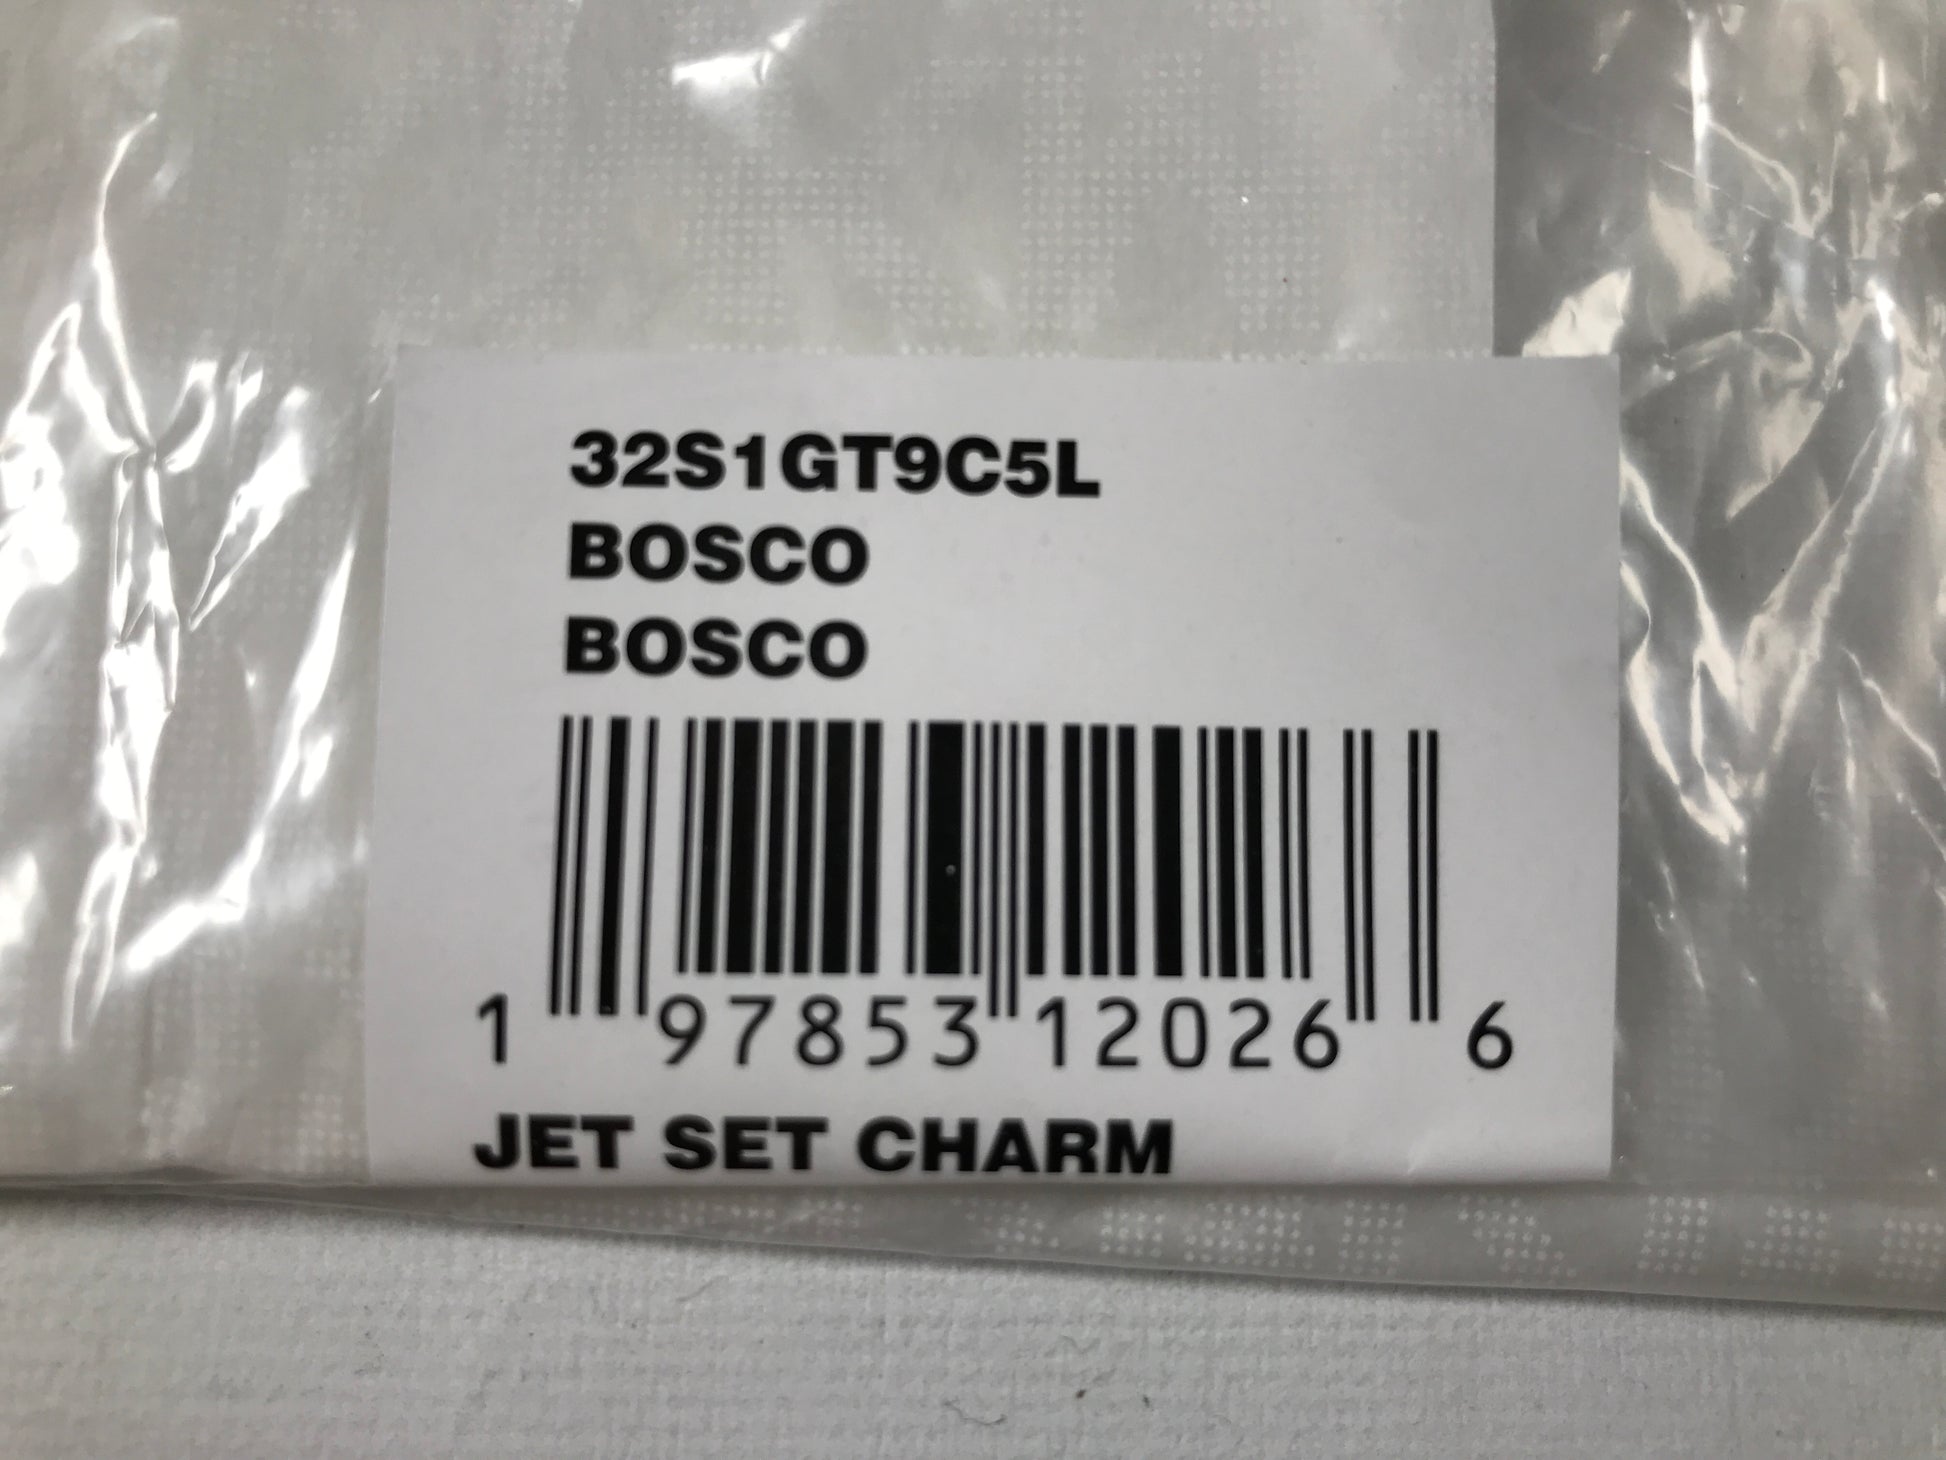 32S1GT9C5L
BOSCO
BOSCO
1 97853 12026 6
JET SET CHARM